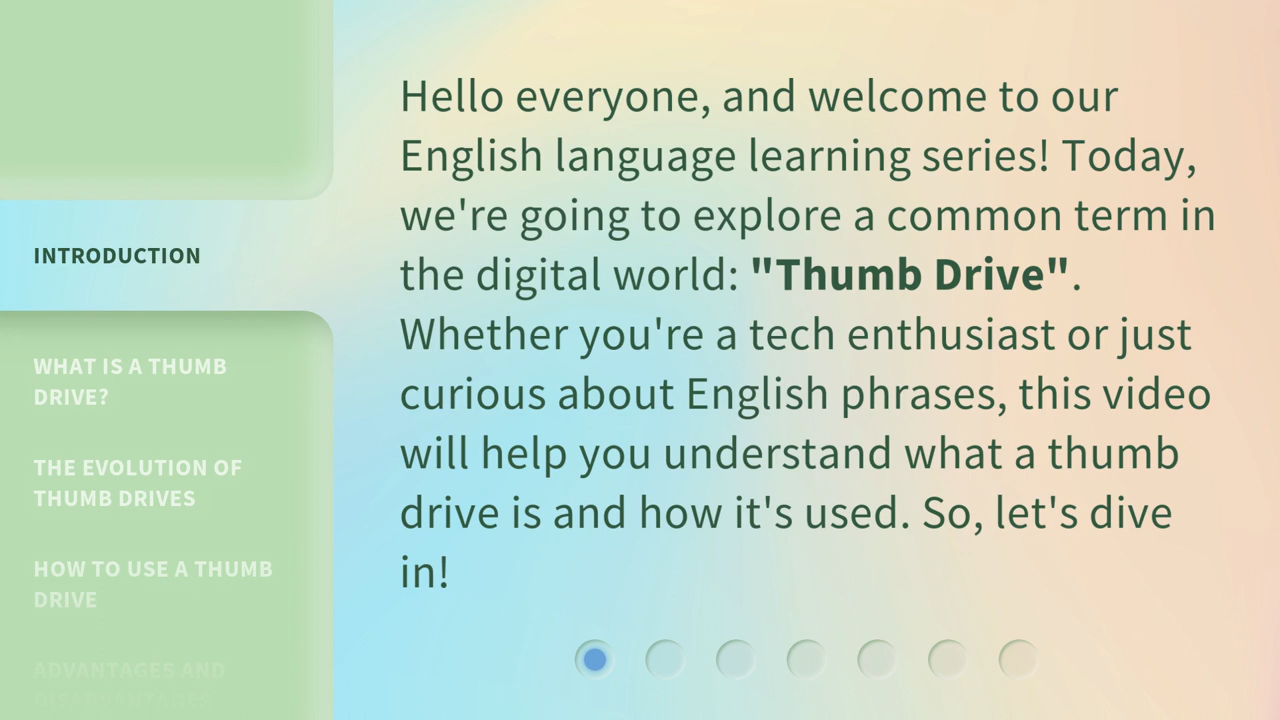 INTRODUCTION
WHAT IS A THUMB
DRIVE?
THE EVOLUTION OF
THUMB DRIVES
HOW TO USE A THUMB
DRIVE
ADVANTAGES AND
DISADVANTAGES
Hello everyone, and welcome to our
English language learning series! Today,
we're going to explore a common term in
the digital world: "Thumb Drive".
Whether you're a tech enthusiast or just
curious about English phrases, this video
will help you understand what a thumb
drive is and how it's used. So, let's dive
in!